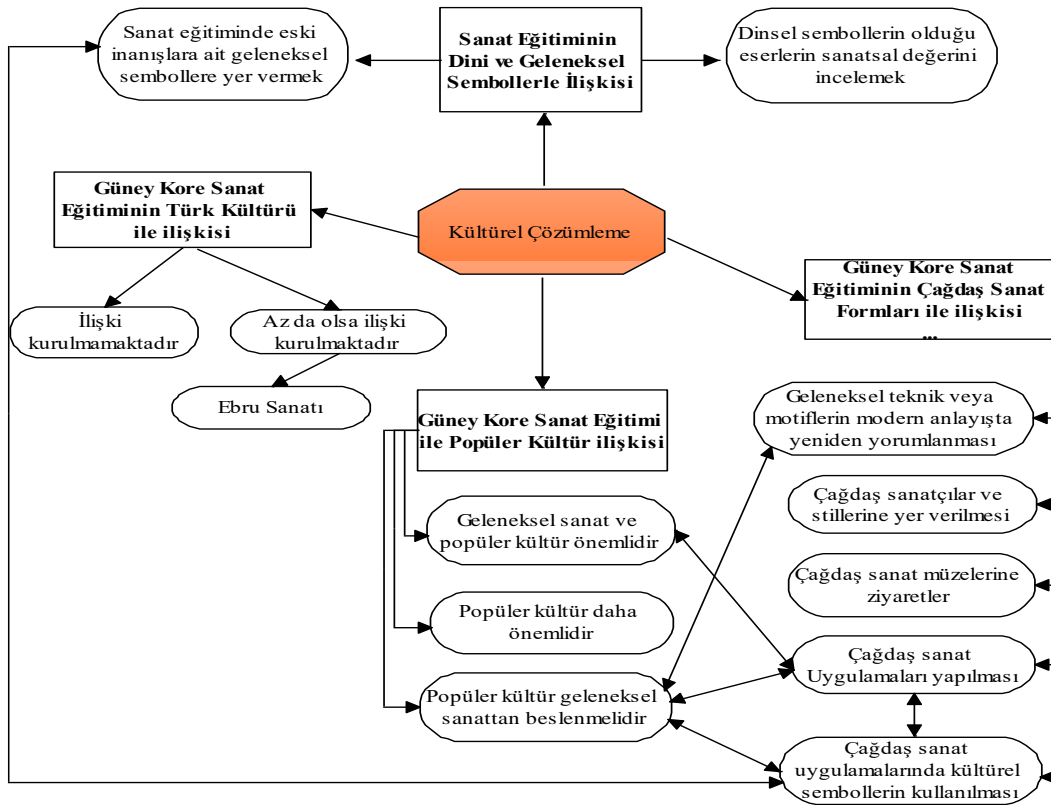 Sanat eğitiminde eski
inanışlara ait geleneksel
sembollere yer vermek
Sanat Eğitiminin
Dini ve Geleneksel
Sembollerle İlişkisi
Dinsel sembollerin olduğu
eserlerin sanatsal değerini
incelemek
Güney Kore Sanat
Eğitiminin Türk Kültürü
ile ilişkisi
Kültürel Çözümleme
Güney Kore Sanat
Eğitiminin Çağdaş Sanat
Formları ile ilişkisi
...
İlişki
kurulmamaktadır
Az da olsa ilişki
kurulmaktadır
Ebru Sanatı
Güney Kore Sanat Eğitimi
ile Popüler Kültür ilişkisi
Geleneksel teknik veya
motiflerin modern anlayışta
yeniden yorumlanması
Geleneksel sanat ve
popüler kültür önemlidir
Çağdaş sanatçılar ve
stillerine yer verilmesi
Çağdaş sanat müzelerine
ziyaretler
Popüler kültür daha
önemlidir
Çağdaş sanat
Uygulamaları yapılması
Popüler kültür geleneksel
sanattan beslenmelidir
Çağdaş sanat
uygulamalarında kültürel
sembollerin kullanılması